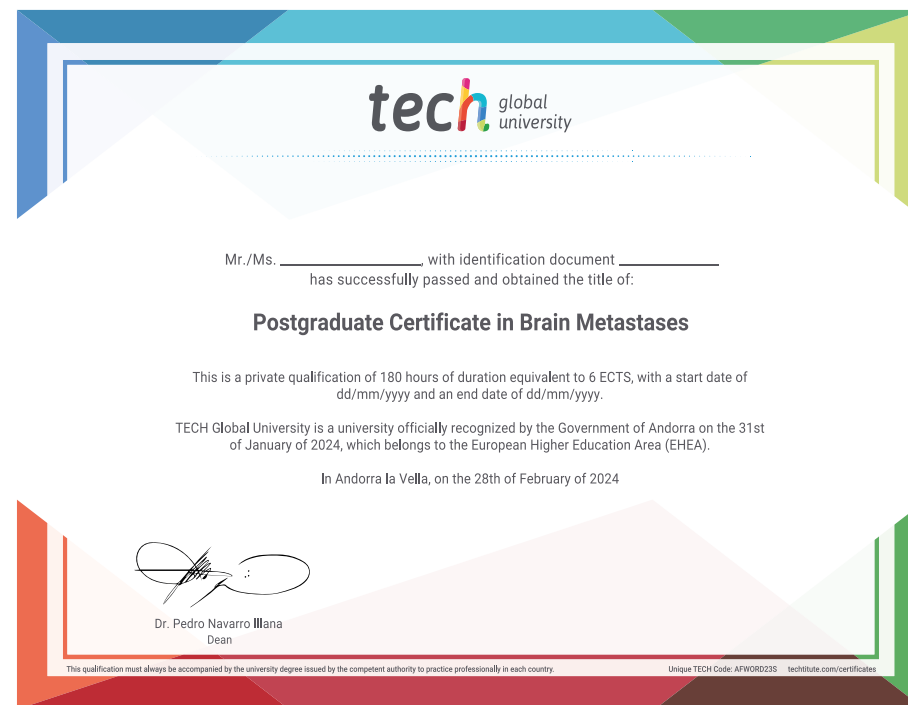 tech global university
Mr./Ms. ____________________, with identification document ______________
has successfully passed and obtained the title of:
Postgraduate Certificate in Brain Metastases
This is a private qualification of 180 hours of duration equivalent to 6 ECTS, with a start date of
dd/mm/yyyy and an end date of dd/mm/yyyy.
TECH Global University is a university officially recognized by the Government of Andorra on the 31st
of January of 2024, which belongs to the European Higher Education Area (EHEA).
In Andorra la Vella, on the 28th of February of 2024
Dr. Pedro Navarro Illana
Dean
This qualification must always be accompanied by the university degree issued by the competent authority to practice professionally in each country.
Unique TECH Code: AFWORD23S techtitute.com/certificates